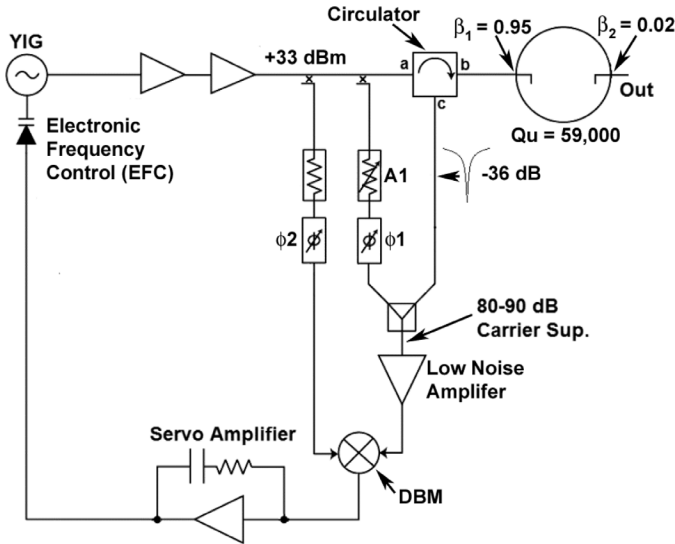 Circulator
β1 = 0.95
β2 = 0.02
YIG
+33 dBm
a
b
c
Out
Electronic
Frequency
Control (EFC)
Qu = 59,000
A1
-36 dB
ϕ2
ϕ
ϕ
ϕ1
80-90 dB
Carrier Sup.
Low Noise
Amplifer
Servo Amplifier
DBM